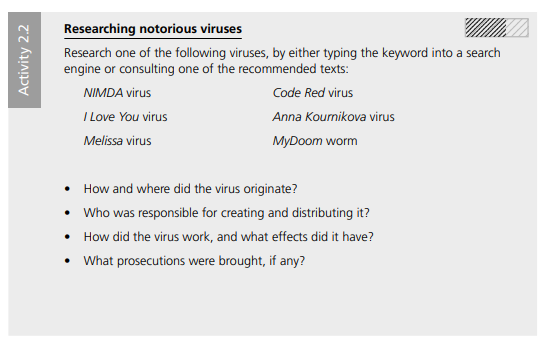 Activity 2.2
Researching notorious viruses
Research one of the following viruses, by either typing the keyword into a search
engine or consulting one of the recommended texts:
NIMDA virus
Code Red virus
I Love You virus
Anna Kournikova virus
Melissa virus
MyDoom worm
• How and where did the virus originate?
• Who was responsible for creating and distributing it?
• How did the virus work, and what effects did it have?
• What prosecutions were brought, if any?